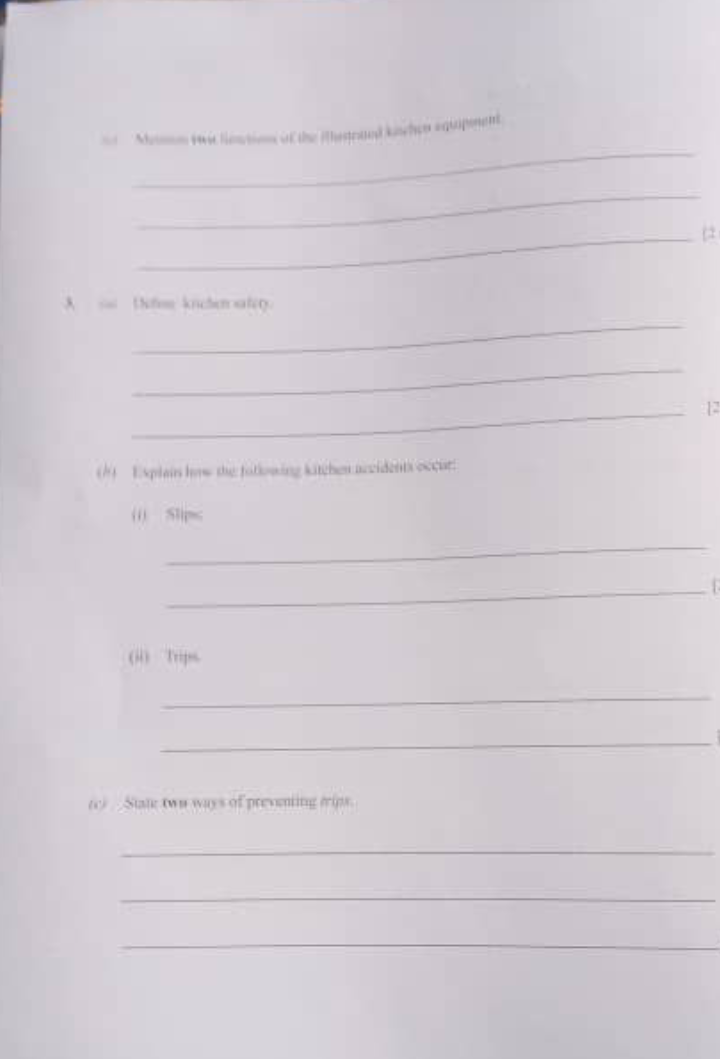 Mention two functions of the illustrated kitchen equipment.
[2
3. (a) Define kitchen safety.
[2
(b) Explain how the following kitchen accidents occur:
(i) Slips:
[
(ii) Trips.
(c) State two ways of preventing trips.